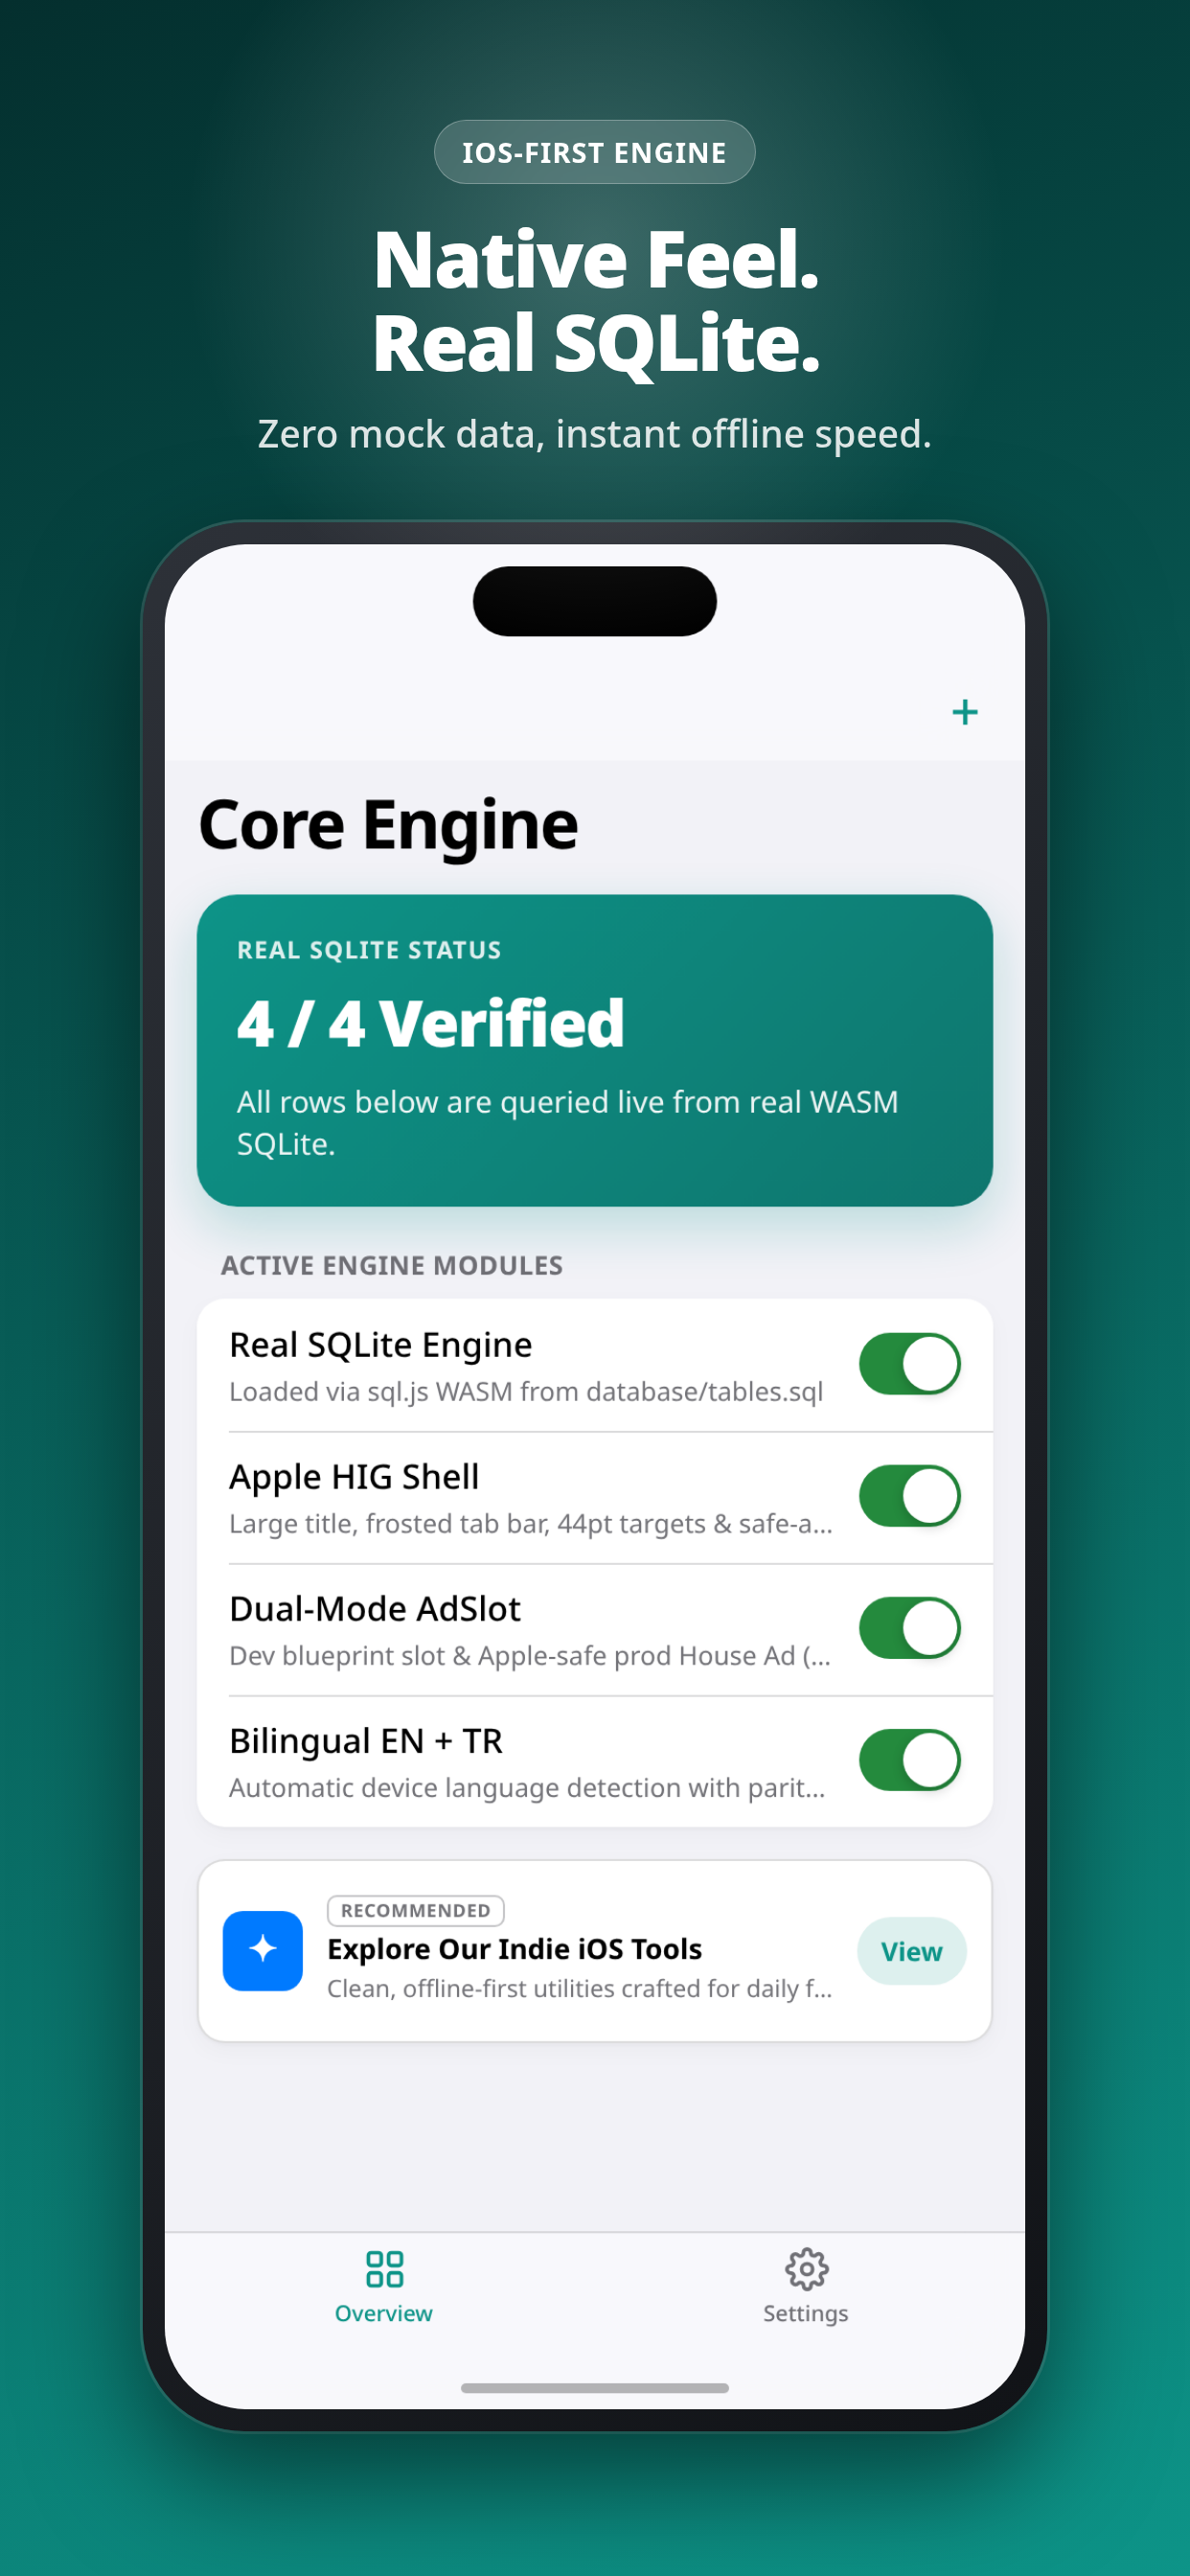 IOS-FIRST ENGINE
Native Feel.
Real SQLite.
Zero mock data, instant offline speed.
Core Engine
REAL SQLITE STATUS
4 / 4 Verified
All rows below are queried live from real WASM
SQLite.
ACTIVE ENGINE MODULES
Real SQLite Engine
Loaded via sql.js WASM from database/tables.sql
Apple HIG Shell
Large title, frosted tab bar, 44pt targets & safe-a...
Dual-Mode AdSlot
Dev blueprint slot & Apple-safe prod House Ad (...
Bilingual EN + TR
Automatic device language detection with parit...
RECOMMENDED
Explore Our Indie iOS Tools
Clean, offline-first utilities crafted for daily f...
View
Overview
Settings